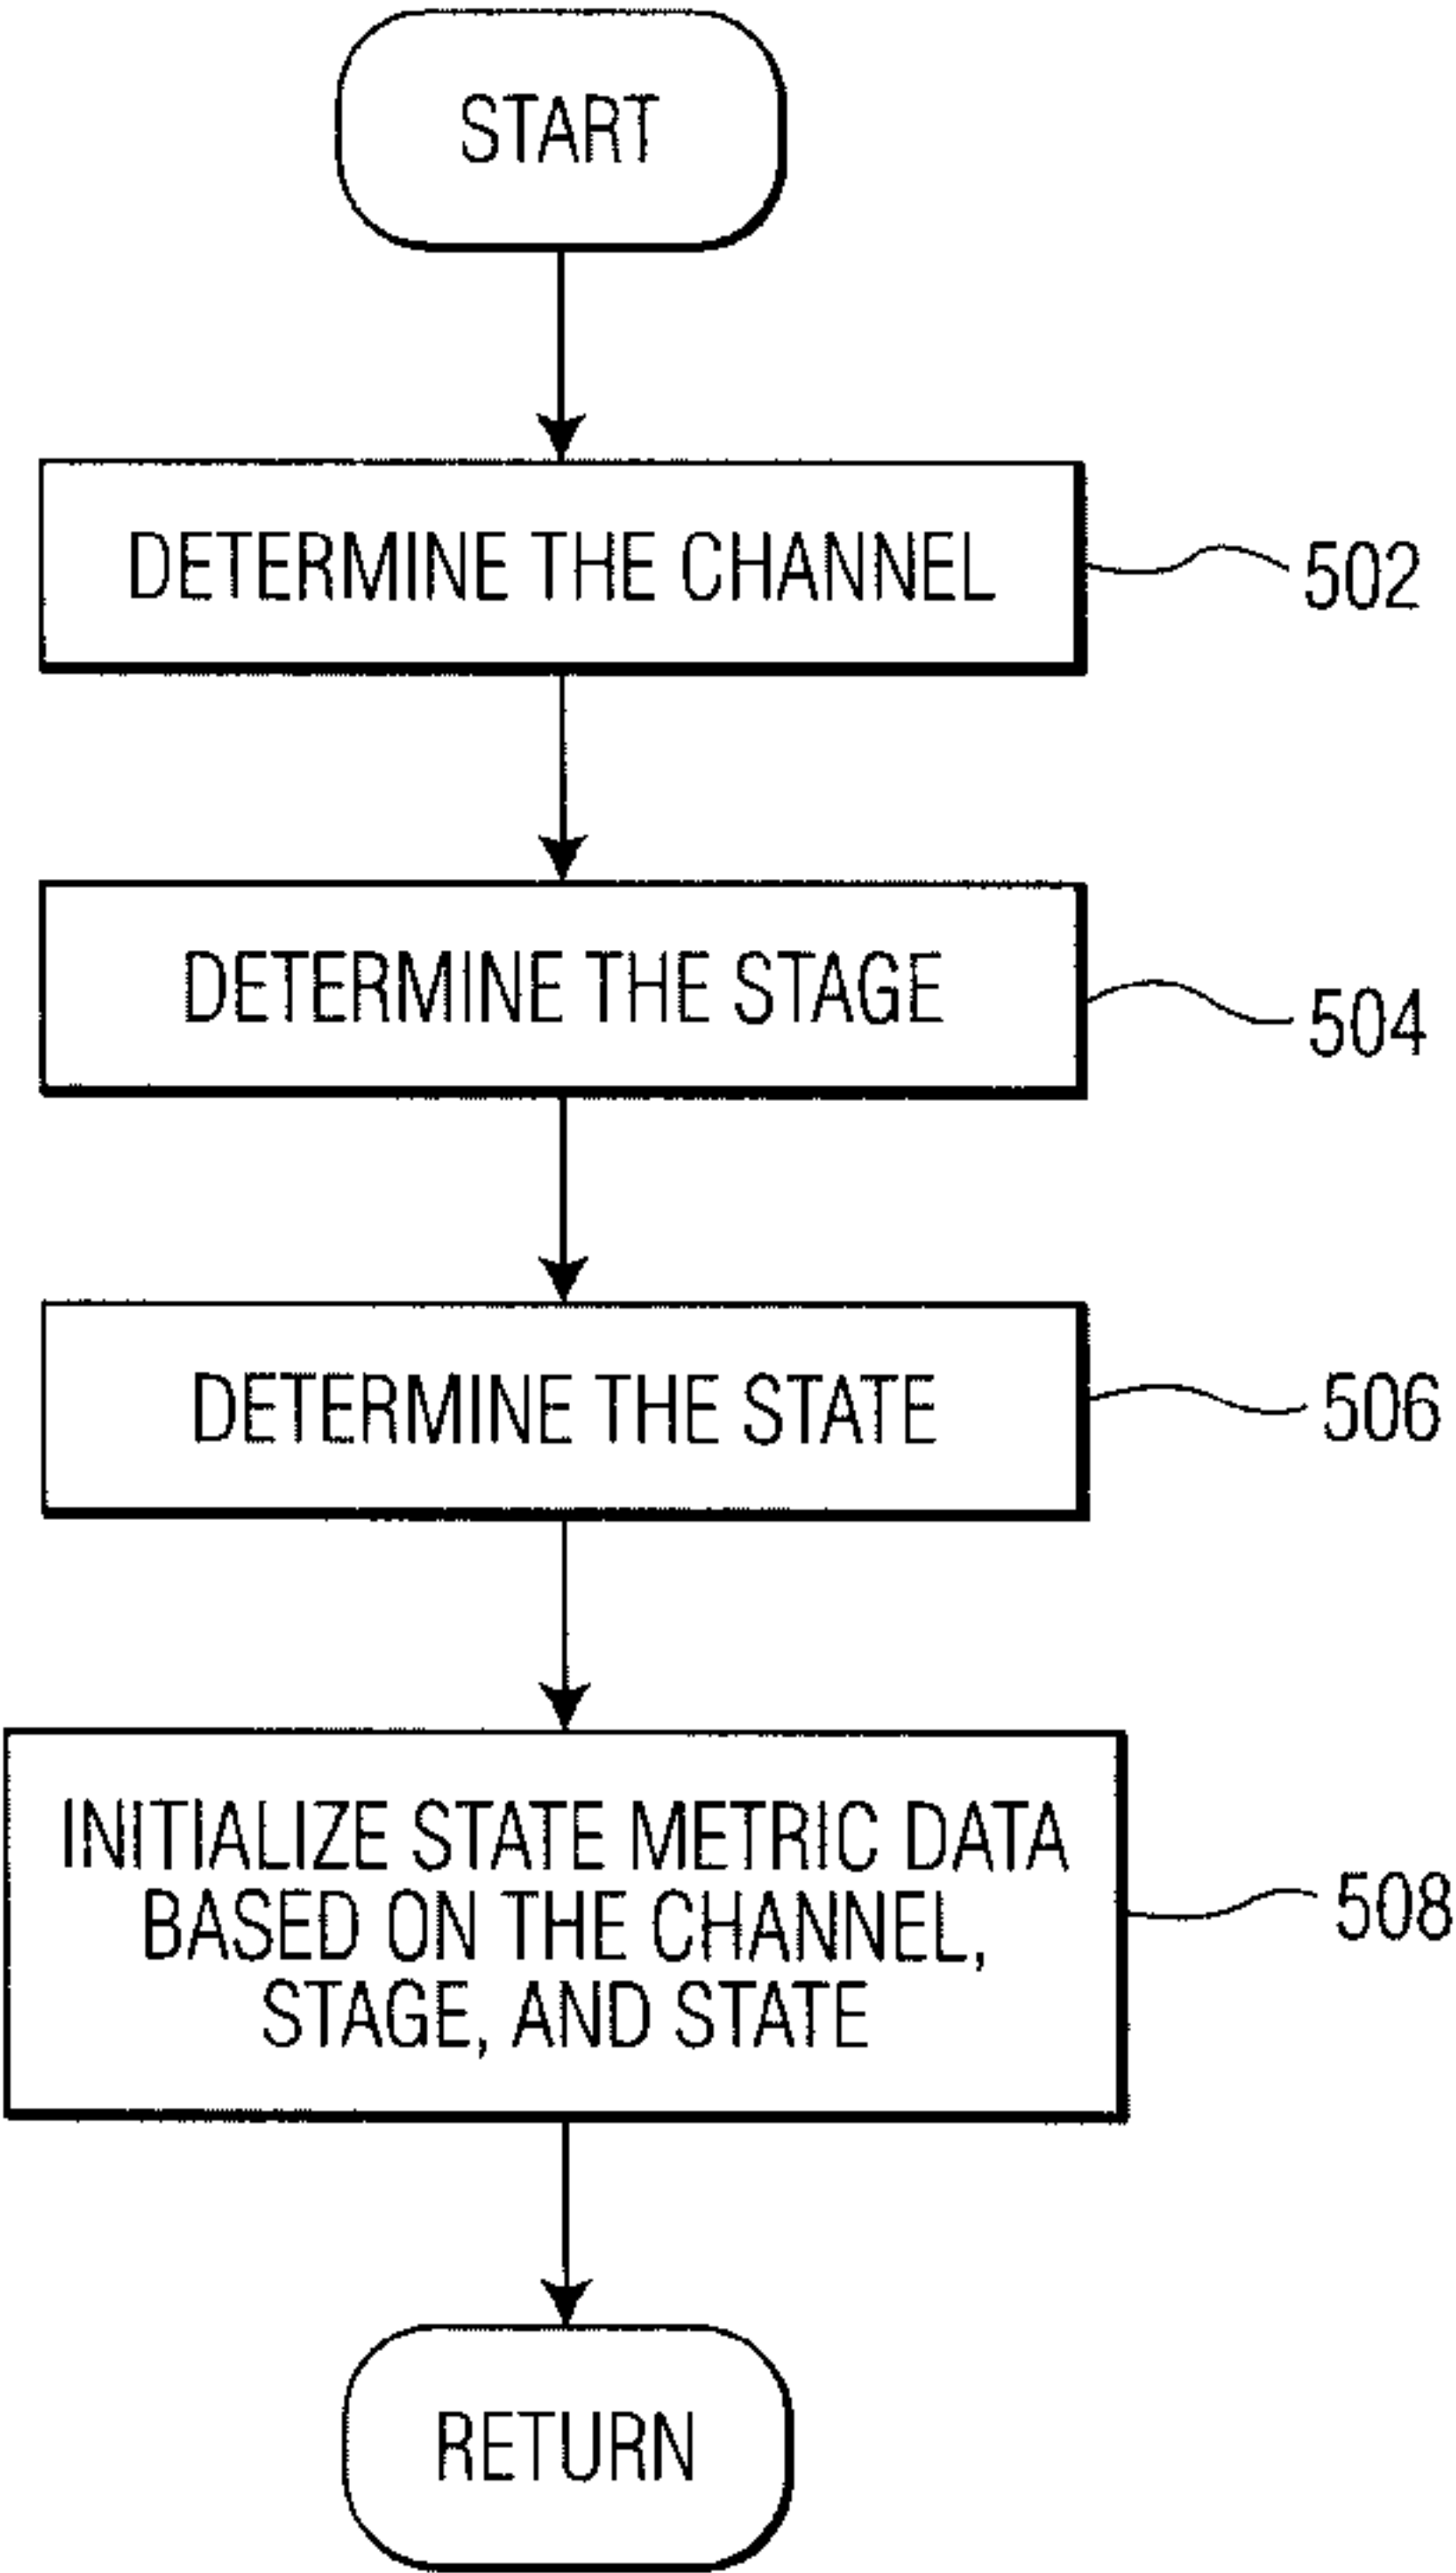 START
DETERMINE THE CHANNEL
502
DETERMINE THE STAGE
504
DETERMINE THE STATE
506
INITIALIZE STATE METRIC DATA
BASED ON THE CHANNEL,
STAGE, AND STATE
508
RETURN